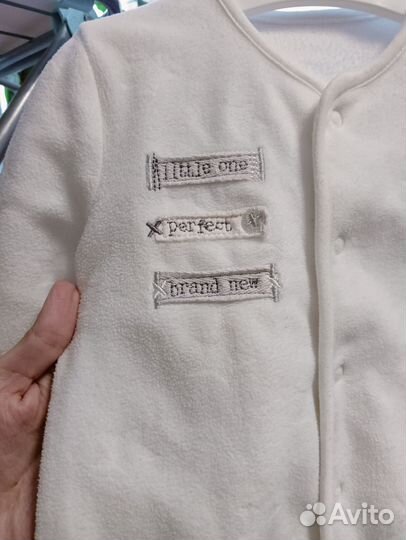 little one
perfect
brand new
Avito